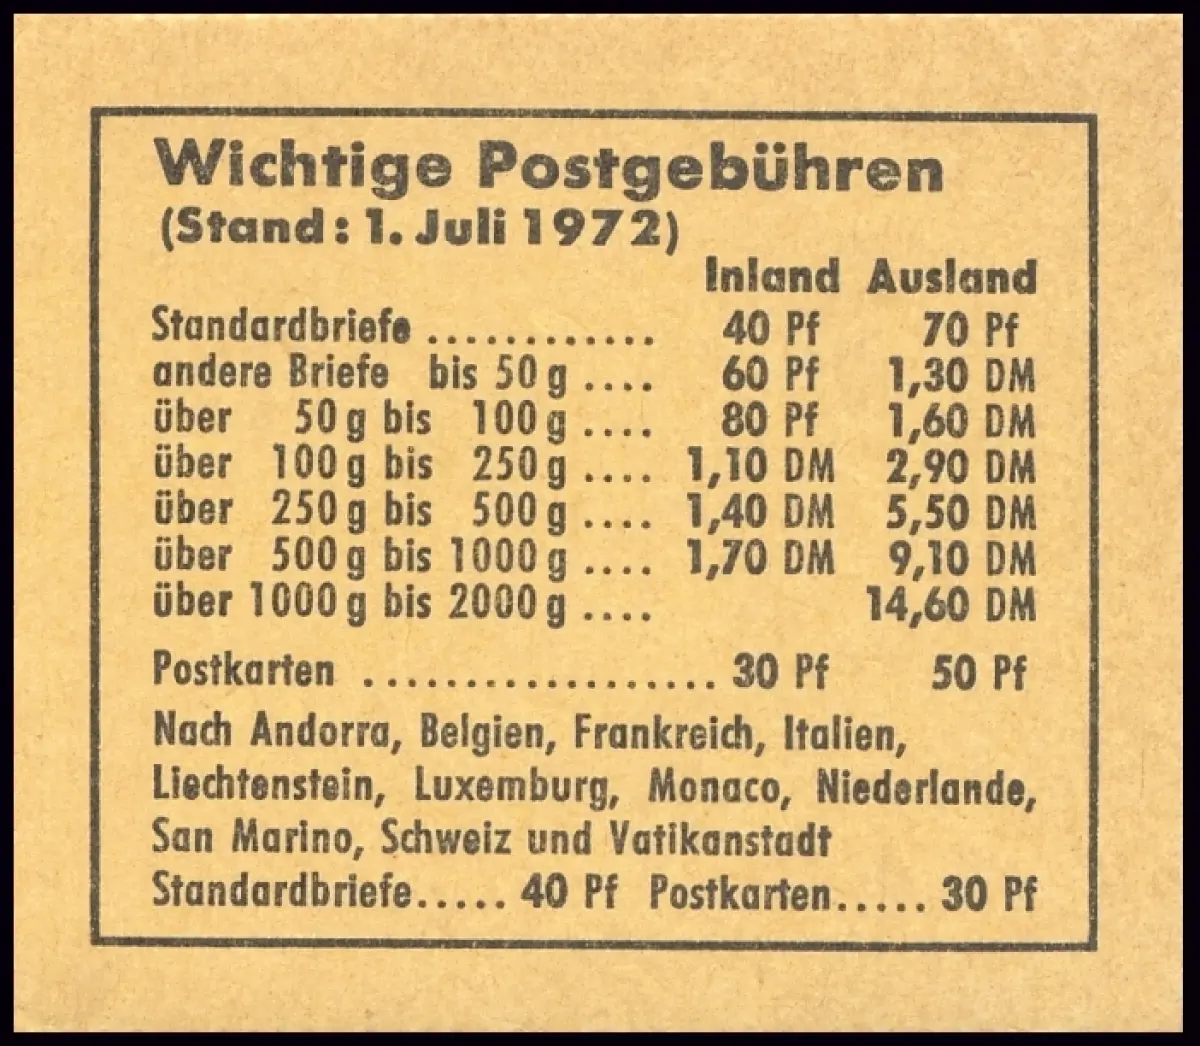 Wichtige Postgebühren
(Stand: 1. Juli 1972)
Inland Ausland
Standardbriefe ............. 40 Pf 70 Pf
andere Briefe bis 50 g .... 60 Pf 1,30 DM
über 50 g bis 100 g .... 80 Pf 1,60 DM
über 100 g bis 250 g .... 1,10 DM 2,90 DM
über 250 g bis 500 g .... 1,40 DM 5,50 DM
über 500 g bis 1000 g .... 1,70 DM 9,10 DM
über 1000 g bis 2000 g .... 14,60 DM
Postkarten ..................... 30 Pf 50 Pf
Nach Andorra, Belgien, Frankreich, Italien,
Liechtenstein, Luxemburg, Monaco, Niederlande,
San Marino, Schweiz und Vatikanstadt
Standardbriefe..... 40 Pf Postkarten..... 30 Pf